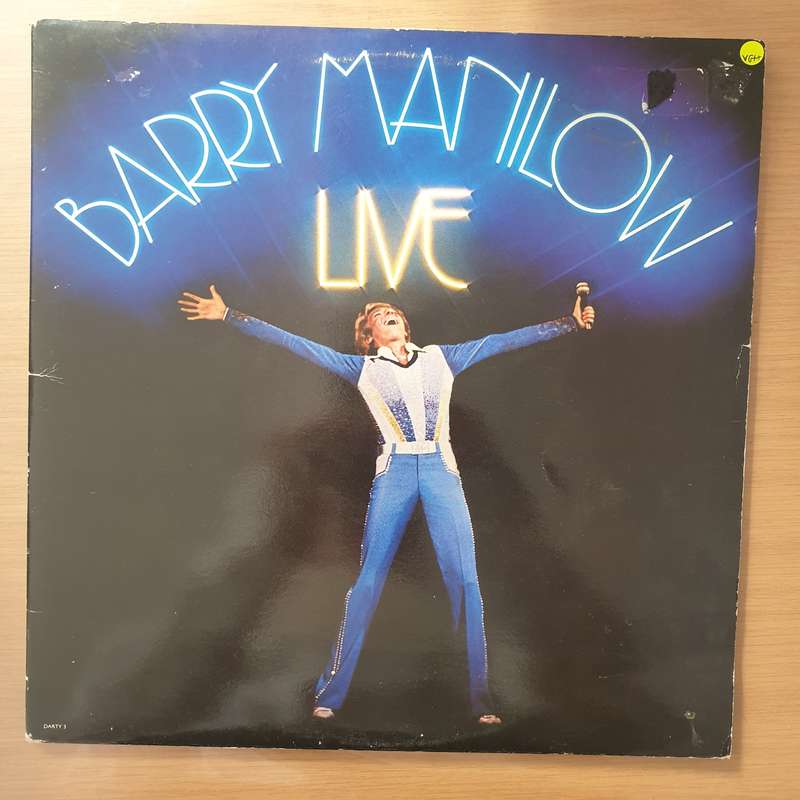 BARRY MANILOW
VG++
LIVE
DARTY 3